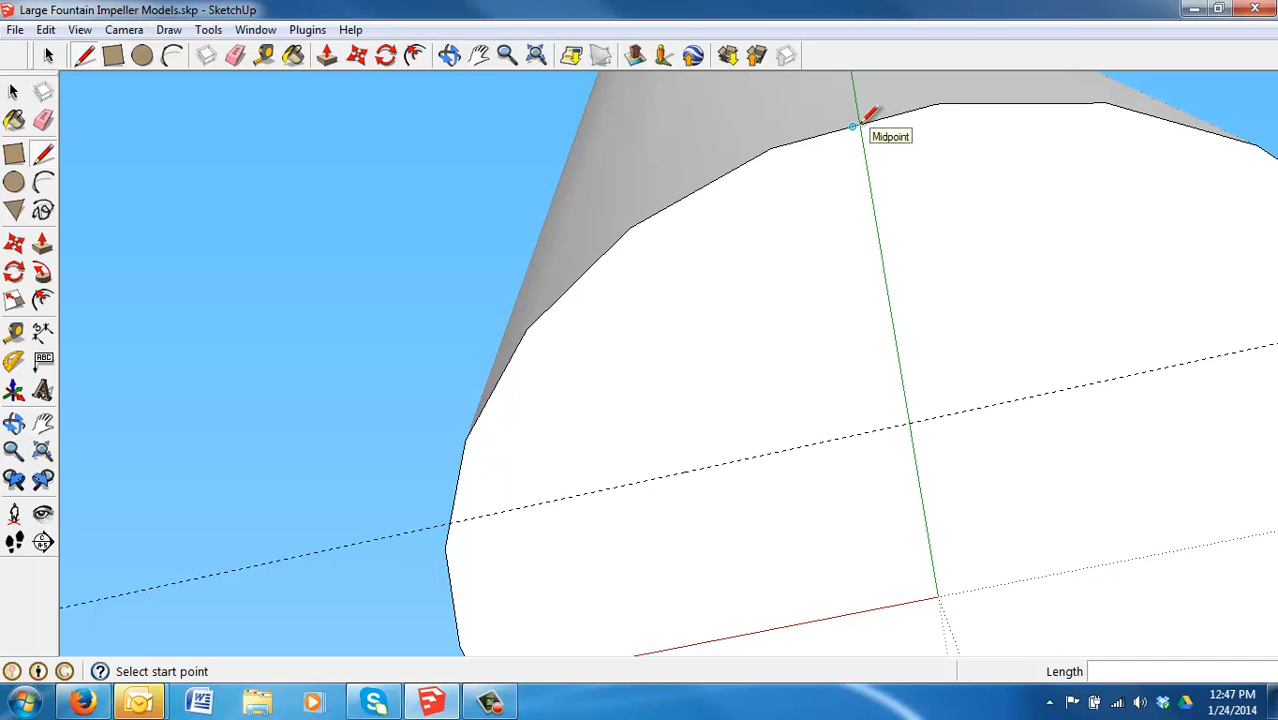 Large Fountain Impeller Models.skp - SketchUp
File Edit View Camera Draw Tools Window Plugins Help
Midpoint
ABC
A
Select start point
Length
12:47 PM
1/24/2014